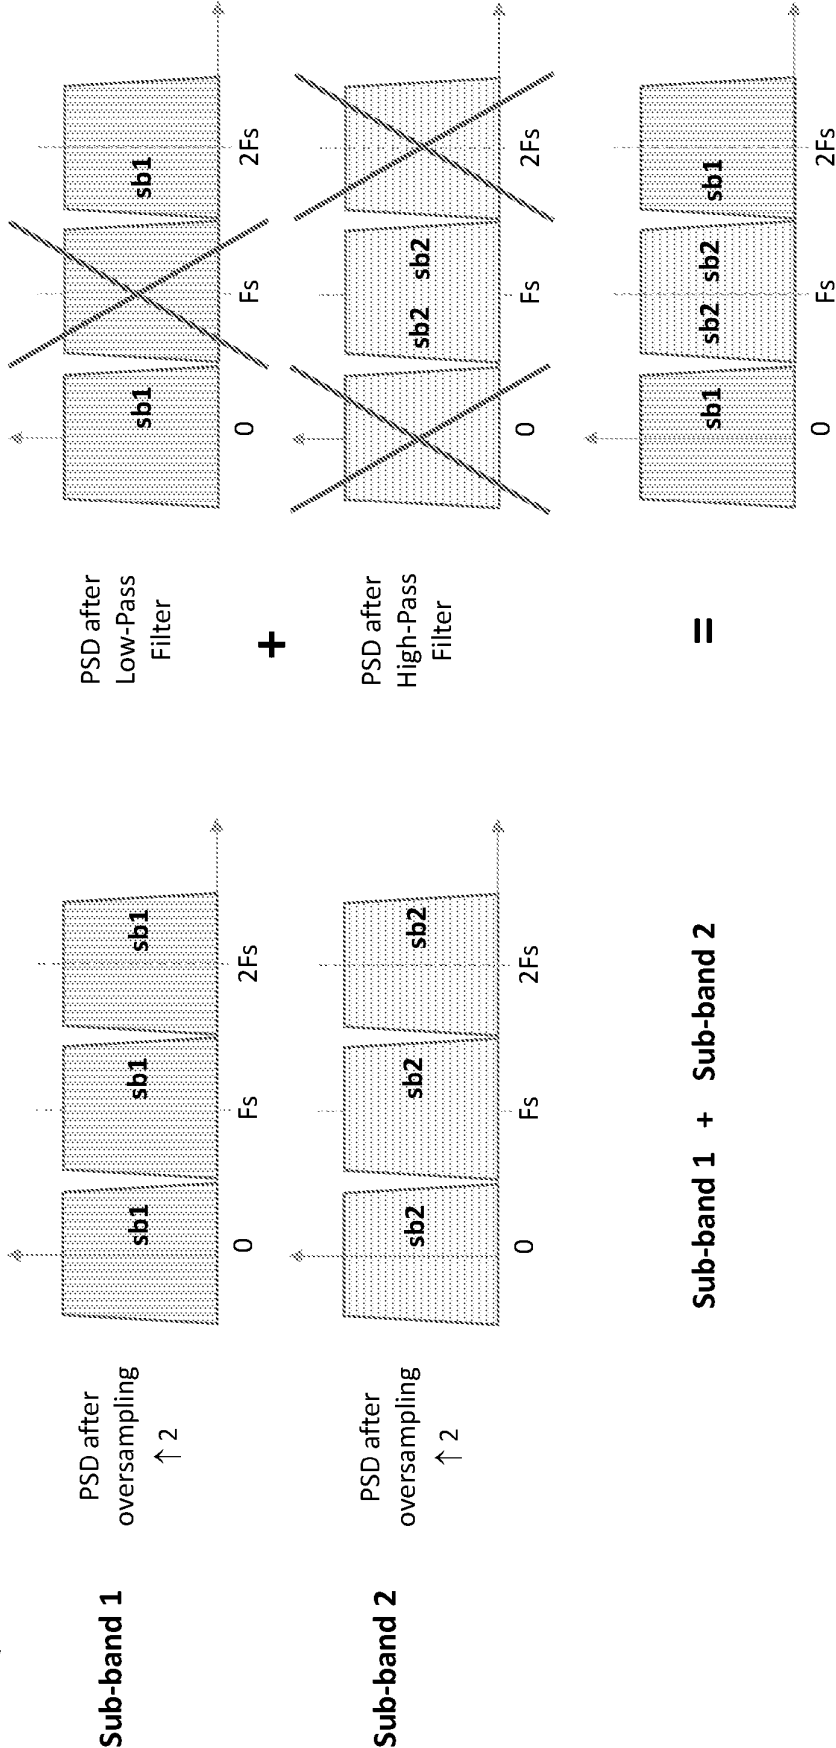 Sub-band 1
PSD after
oversampling
↑ 2
sb1
sb1
sb1
0
Fs
2Fs
PSD after
Low-Pass
Filter
sb1
sb1
0
Fs
2Fs
+
Sub-band 2
PSD after
oversampling
↑ 2
sb2
sb2
sb2
0
Fs
2Fs
PSD after
High-Pass
Filter
sb2
sb2
0
Fs
2Fs
Sub-band 1 + Sub-band 2
=
sb1
sb2
sb2
sb1
0
Fs
2Fs